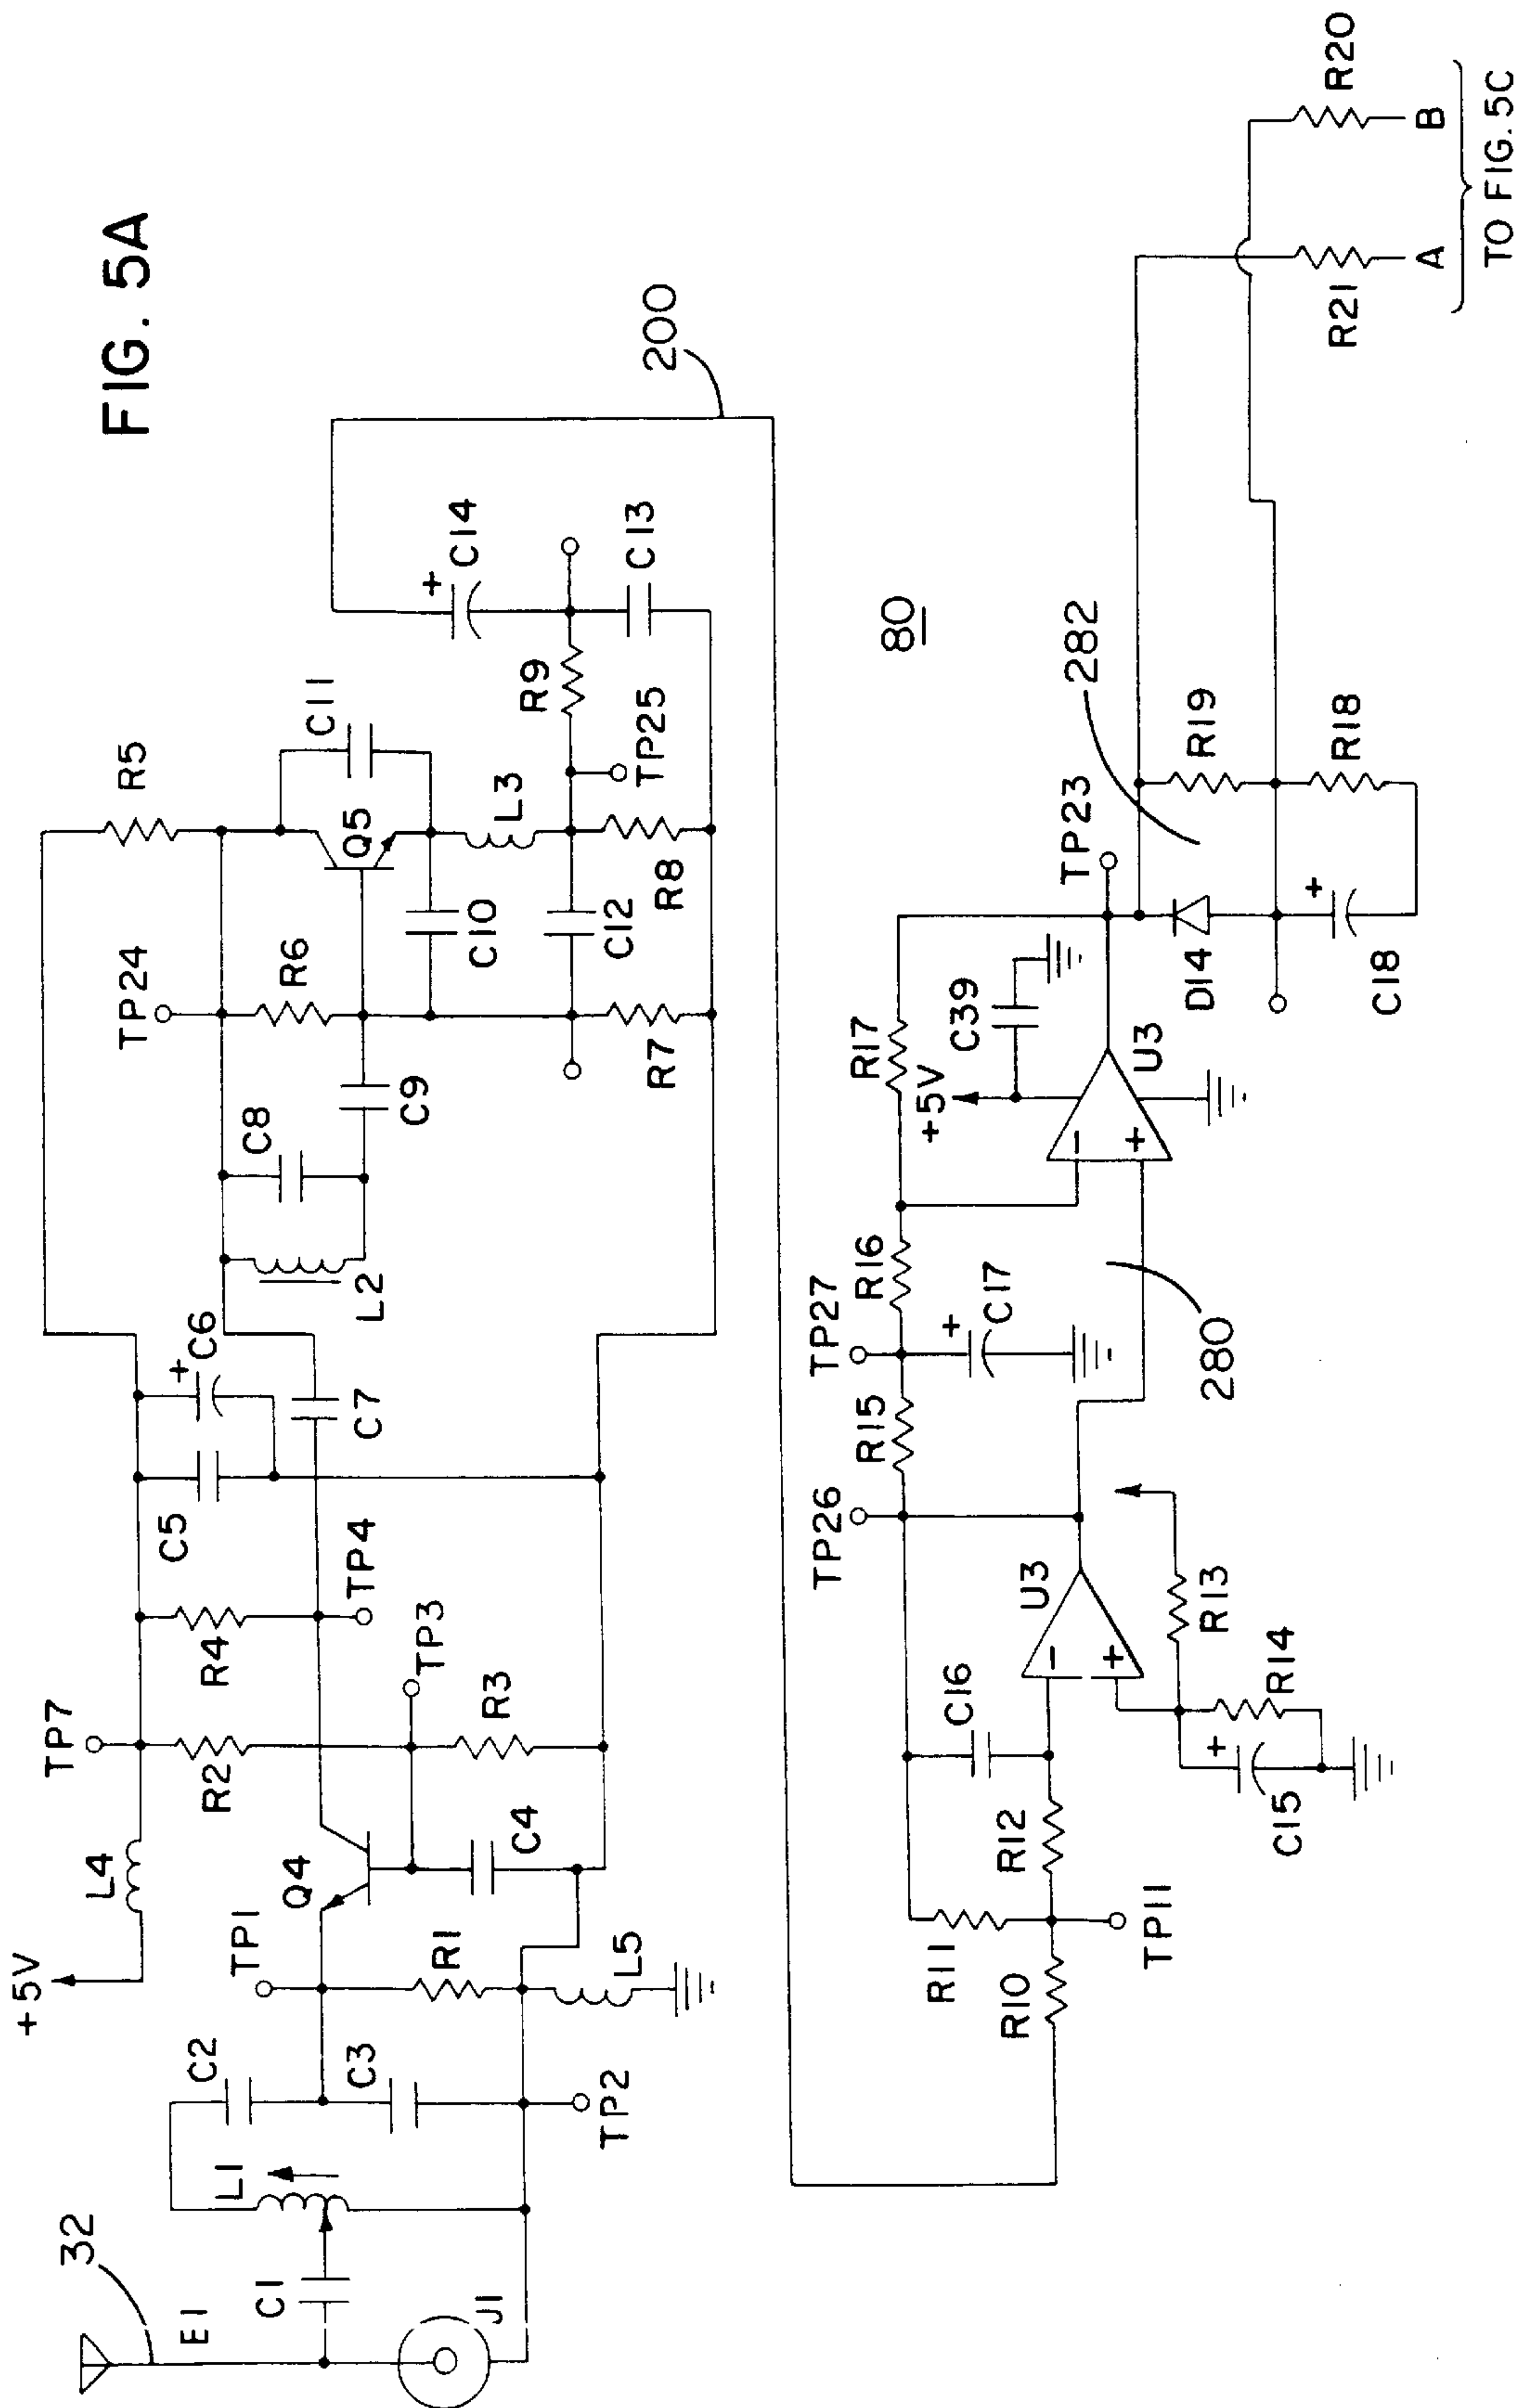 FIG. 5A
32
E1
C1
J1
L1
C2
C3
TP2
+5V
L4
TP1
R1
L5
Q4
C4
TP7
R2
TP3
R3
R4
TP4
C5
C6
C7
L2
C8
C9
TP24
R6
R7
C10
C12
R5
Q5
C11
L3
R8
TP25
R9
C14
+
C13
+
200
80
R10
R11
TP11
R12
C16
U3
-
+
C15
+
R14
R13
TP26
R15
TP27
R16
C17
+
280
R17
+5V
C39
U3
-
+
TP23
D14
C18
+
282
R19
R18
R21
R20
A
B
TO FIG. 5C